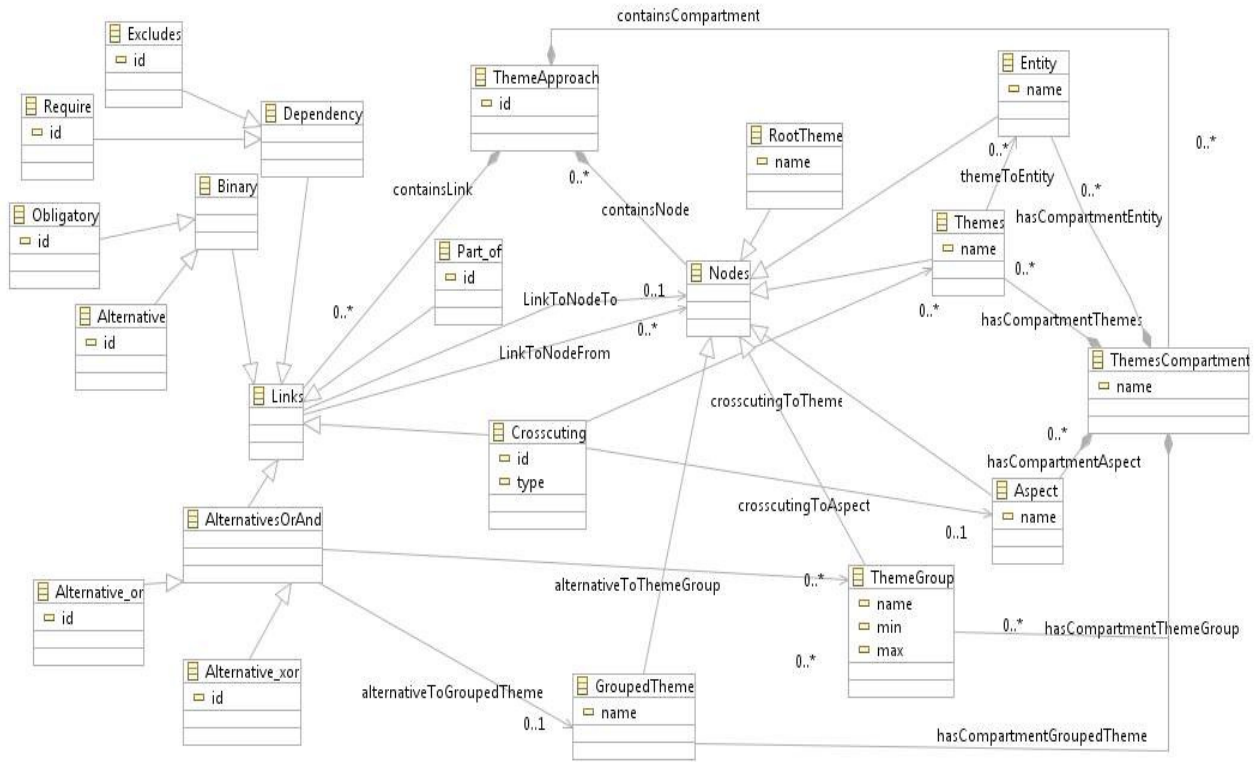 containsCompartment
Excludes
id
ThemeApproach
id
Entity
name
Require
id
Dependency
RootTheme
name
0..*
0..*
themeToEntity
0..*
containsLink
0..*
containsNode
Binary
Obligatory
id
Themes
name
hasCompartmentEntity
Part_of
id
Nodes
0..*
LinkToNodeTo
0..1
Alternative
id
0..*
0..*
0..*
hasCompartmentThemes
LinkToNodeFrom
ThemesCompartment
name
Links
crosscutingToTheme
Crosscuting
id
type
0..*
hasCompartmentAspect
Aspect
name
crosscutingToAspect
0..1
AlternativesOrAnd
Alternative_or
id
alternativeToThemeGroup
0..*
ThemeGroup
name
min
max
0..*
hasCompartmentThemeGroup
0..*
Alternative_xor
id
alternativeToGroupedTheme
0..1
GroupedTheme
name
hasCompartmentGroupedTheme